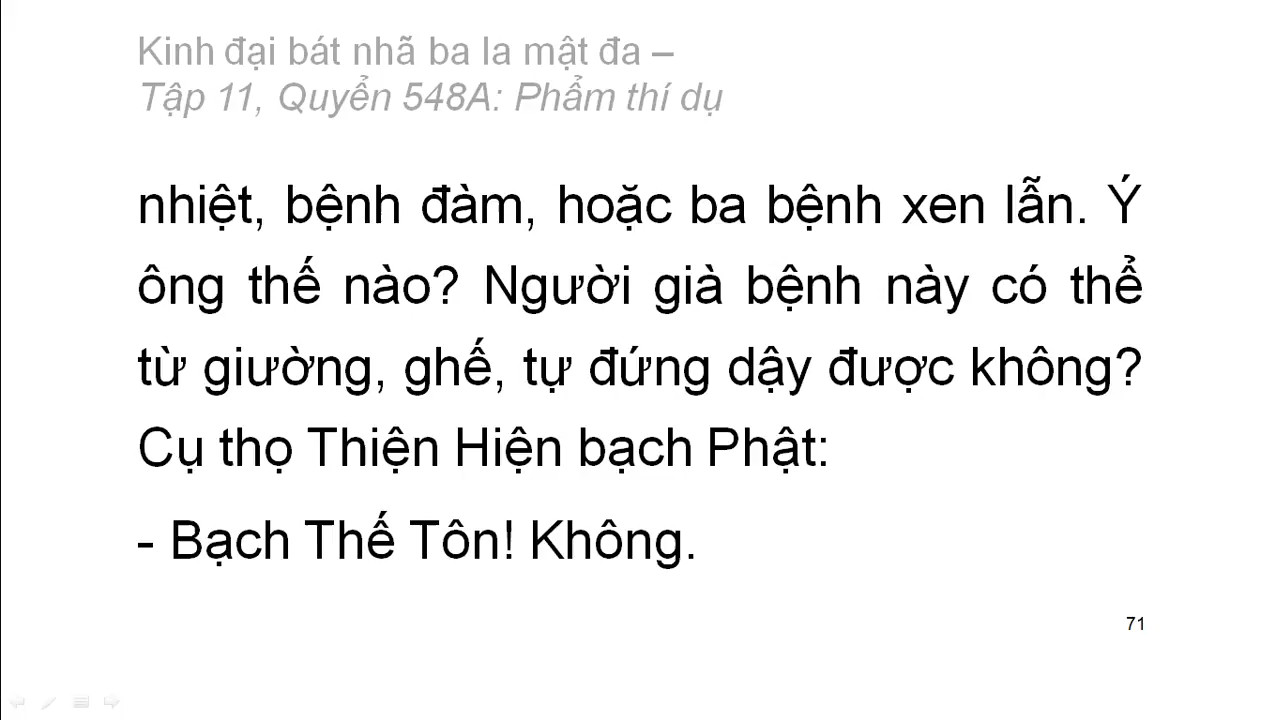 Kinh đại bát nhã ba la mật đa –
Tập 11, Quyển 548A: Phẩm thí dụ
nhiệt, bệnh đàm, hoặc ba bệnh xen lẫn. Ý
ông thế nào? Người già bệnh này có thể
từ giường, ghế, tự đứng dậy được không?
Cụ thọ Thiện Hiện bạch Phật:
- Bạch Thế Tôn! Không.
71